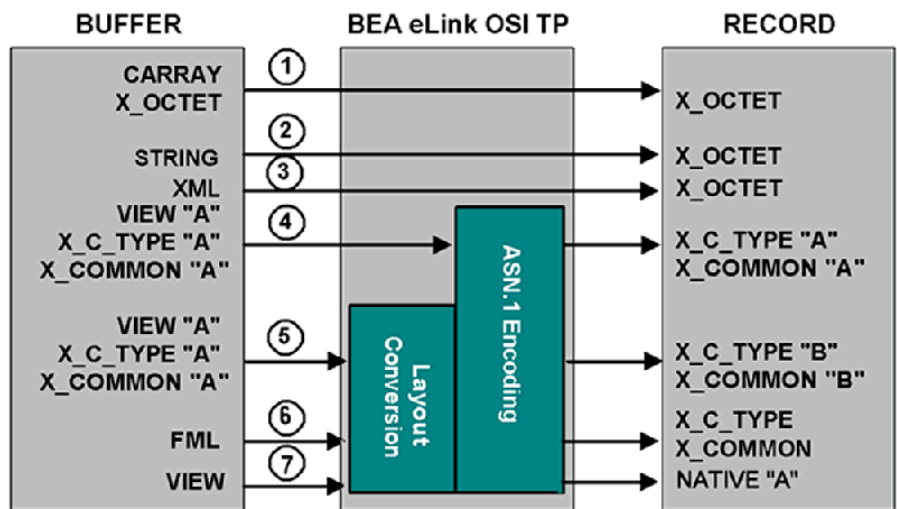 BUFFER
BEA eLink OSI TP
RECORD
CARRAY
X_OCTET
1
X_OCTET
STRING
2
X_OCTET
XML
3
X_OCTET
VIEW "A"
X_C_TYPE "A"
X_COMMON "A"
4
X_C_TYPE "A"
X_COMMON "A"
VIEW "A"
X_C_TYPE "A"
X_COMMON "A"
5
Layout
Conversion
ASN.1 Encoding
X_C_TYPE "B"
X_COMMON "B"
FML
6
X_C_TYPE
X_COMMON
VIEW
7
NATIVE "A"